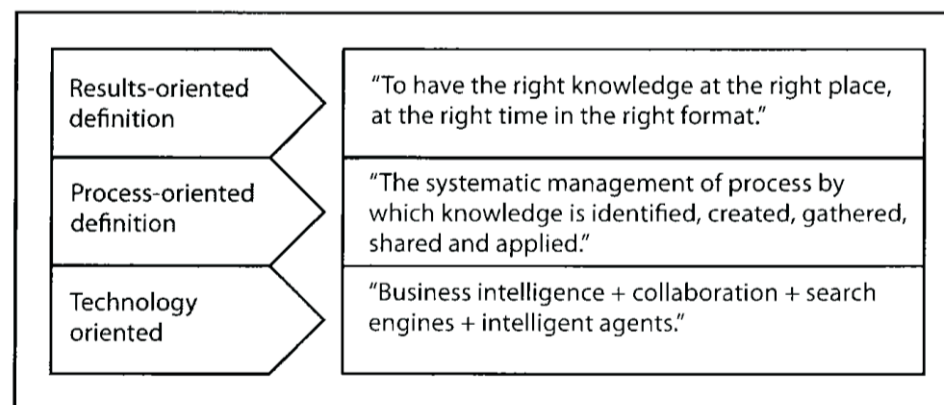 Results-oriented
definition
"To have the right knowledge at the right place,
at the right time in the right format."
Process-oriented
definition
"The systematic management of process by
which knowledge is identified, created, gathered,
shared and applied."
Technology
oriented
"Business intelligence + collaboration + search
engines + intelligent agents."